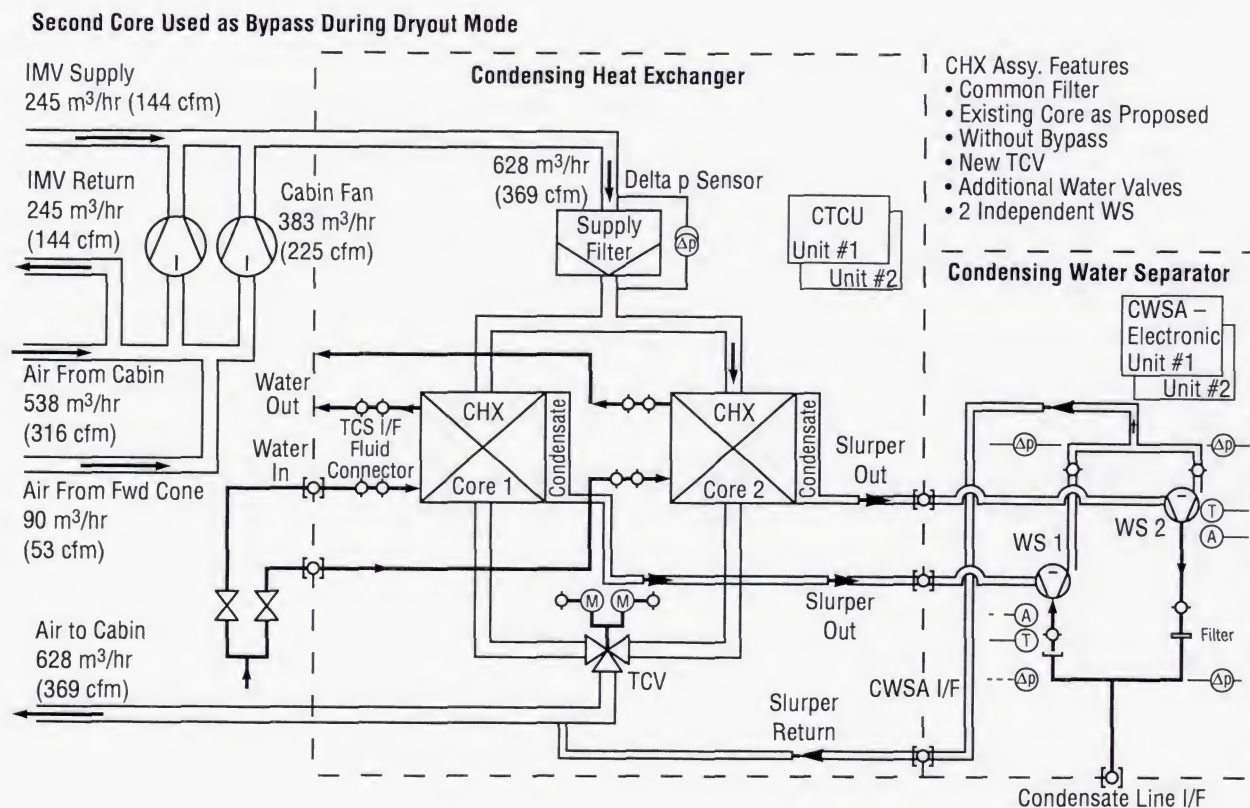 Second Core Used as Bypass During Dryout Mode
IMV Supply
245 m³/hr (144 cfm)
IMV Return
245 m³/hr
(144 cfm)
Cabin Fan
383 m³/hr
(225 cfm)
Air From Cabin
538 m³/hr
(316 cfm)
Air From Fwd Cone
90 m³/hr
(53 cfm)
Air to Cabin
628 m³/hr
(369 cfm)
Condensing Heat Exchanger
628 m³/hr
(369 cfm)
Delta p Sensor
Supply
Filter
Δp
CTCU
Unit #1
Unit #2
Water
Out
TCS I/F
Fluid
Connector
Water
In
CHX
Core 1
Condensate
CHX
Core 2
Condensate
Slurper
Out
Slurper
Out
M
M
TCV
Slurper
Return
CWSA I/F
CHX Assy. Features
• Common Filter
• Existing Core as Proposed
• Without Bypass
• New TCV
• Additional Water Valves
• 2 Independent WS
Condensing Water Separator
CWSA –
Electronic
Unit #1
Unit #2
Δp
Δp
WS 1
WS 2
T
A
A
T
Filter
Δp
Δp
Condensate Line I/F